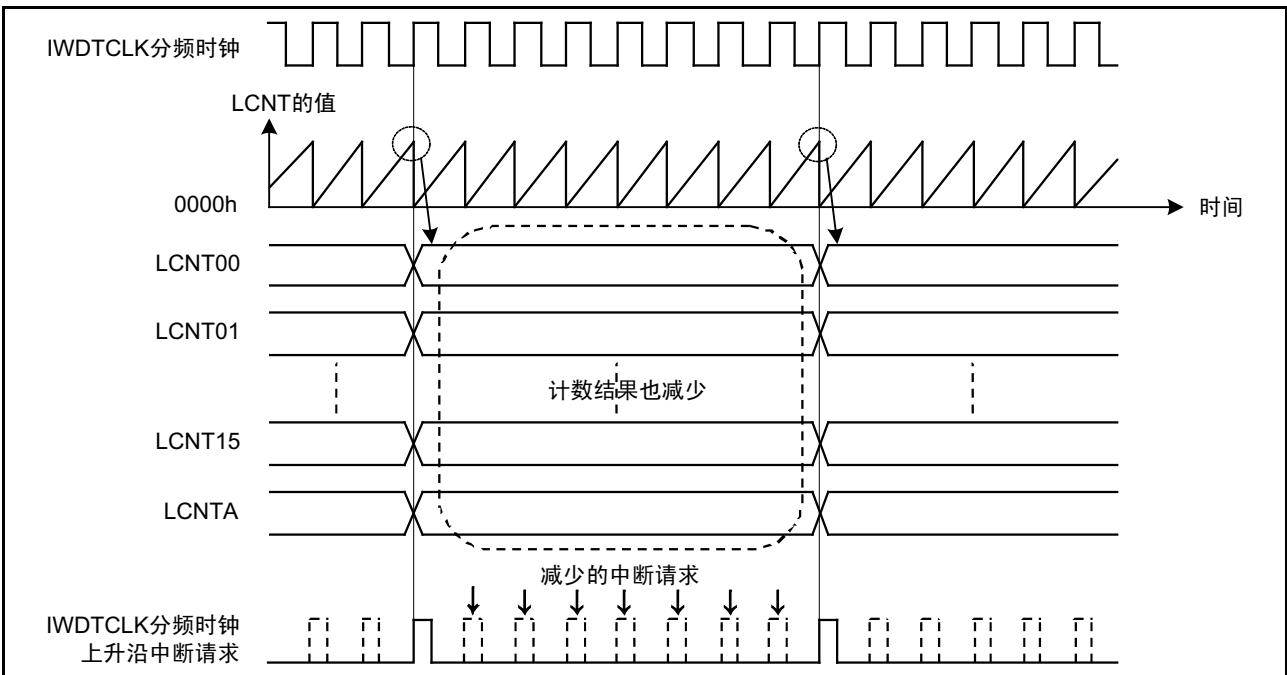 IWDTCLK分频时钟
LCNT的值
0000h
时间
LCNT00
LCNT01
计数结果也减少
LCNT15
LCNTA
减少的中断请求
IWDTCLK分频时钟
上升沿中断请求